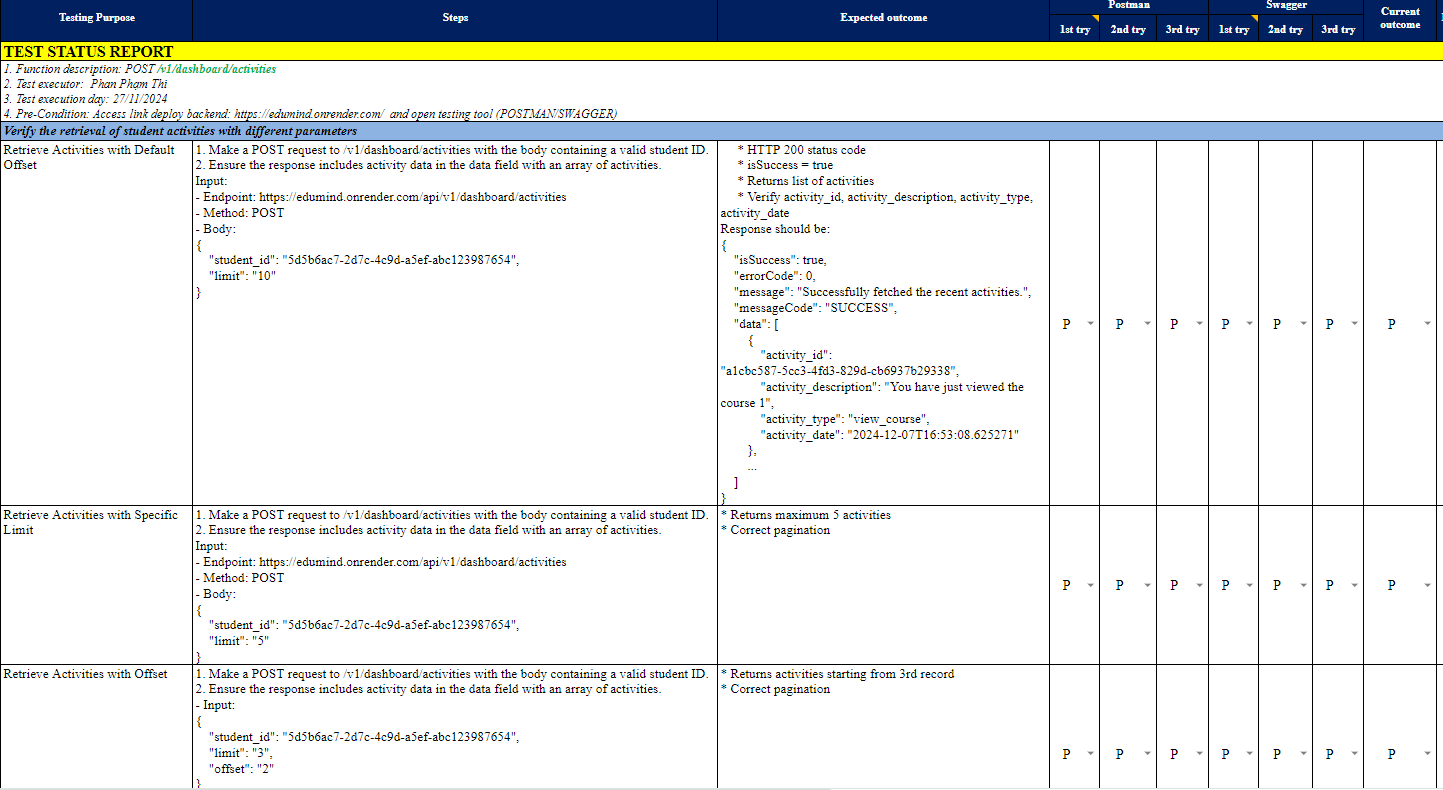 Testing Purpose
Steps
Expected outcome
Postman
Swagger
Current
outcome
1st try
2nd try
3rd try
1st try
2nd try
3rd try
TEST STATUS REPORT
1. Function description: POST /v1/dashboard/activities
2. Test executor: Phan Phạm Thi
3. Test execution day: 27/11/2024
4. Pre-Condition: Access link deploy backend: https://edumind.onrender.com/ and open testing tool (POSTMAN/SWAGGER)
Verify the retrieval of student activities with different parameters
Retrieve Activities with Default
Offset
1. Make a POST request to /v1/dashboard/activities with the body containing a valid student ID.
2. Ensure the response includes activity data in the data field with an array of activities.
Input:
- Endpoint: https://edumind.onrender.com/api/v1/dashboard/activities
- Method: POST
- Body:
{
"student_id": "5d5b6ac7-2d7c-4c9d-a5ef-abc123987654",
"limit": "10"
}
* HTTP 200 status code
* isSuccess = true
* Returns list of activities
* Verify activity_id, activity_description, activity_type,
activity_date
Response should be:
{
"isSuccess": true,
"errorCode": 0,
"message": "Successfully fetched the recent activities.",
"messageCode": "SUCCESS",
"data": [
{
"activity_id":
"a1cbc587-5cc3-4fd3-829d-cb6937b29338",
"activity_description": "You have just viewed the
course 1",
"activity_type": "view_course",
"activity_date": "2024-12-07T16:53:08.625271"
},
...
]
}
P
P
P
P
P
P
P
Retrieve Activities with Specific
Limit
1. Make a POST request to /v1/dashboard/activities with the body containing a valid student ID.
2. Ensure the response includes activity data in the data field with an array of activities.
Input:
- Endpoint: https://edumind.onrender.com/api/v1/dashboard/activities
- Method: POST
- Body:
{
"student_id": "5d5b6ac7-2d7c-4c9d-a5ef-abc123987654",
"limit": "5"
}
* Returns maximum 5 activities
* Correct pagination
P
P
P
P
P
P
P
Retrieve Activities with Offset
1. Make a POST request to /v1/dashboard/activities with the body containing a valid student ID.
2. Ensure the response includes activity data in the data field with an array of activities.
- Input:
{
"student_id": "5d5b6ac7-2d7c-4c9d-a5ef-abc123987654",
"limit": "3",
"offset": "2"
}
* Returns activities starting from 3rd record
* Correct pagination
P
P
P
P
P
P
P